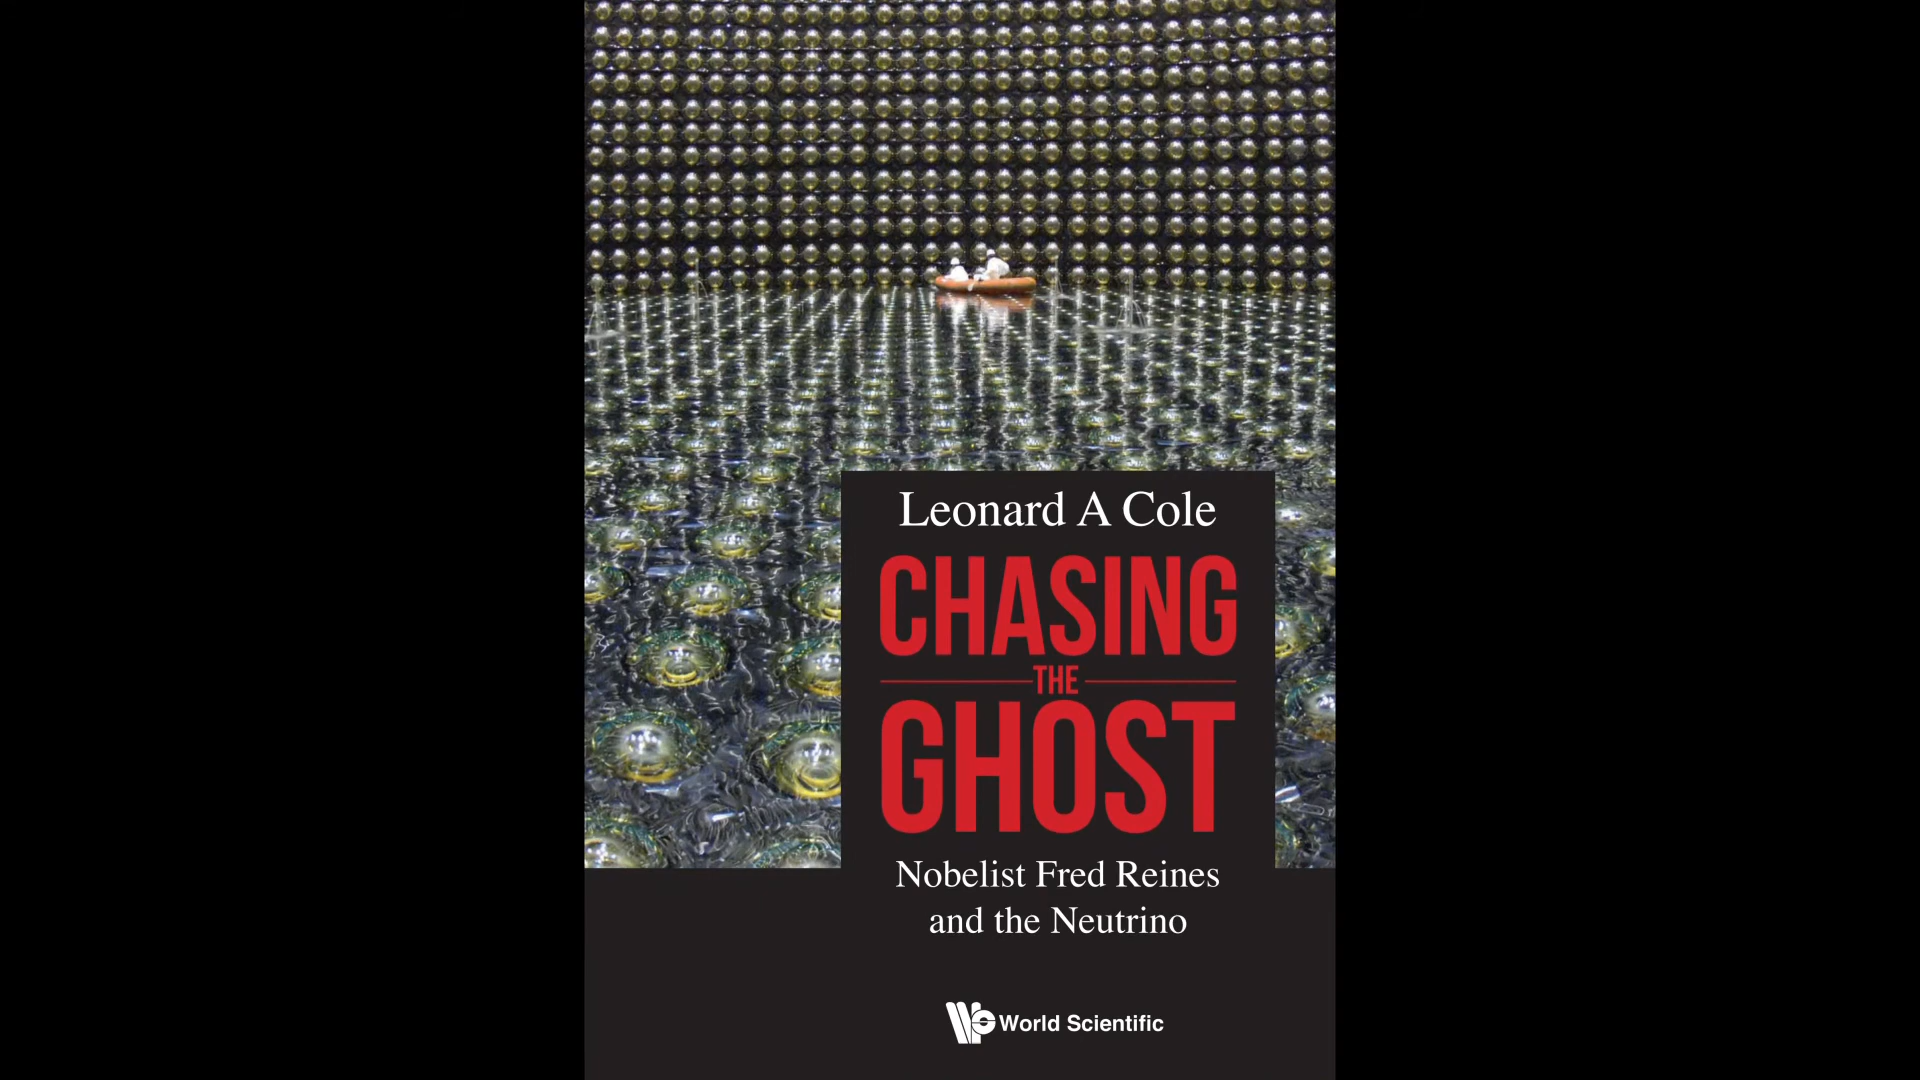 Leonard A Cole
CHASING
THE
GHOST
Nobelist Fred Reines
and the Neutrino
World Scientific